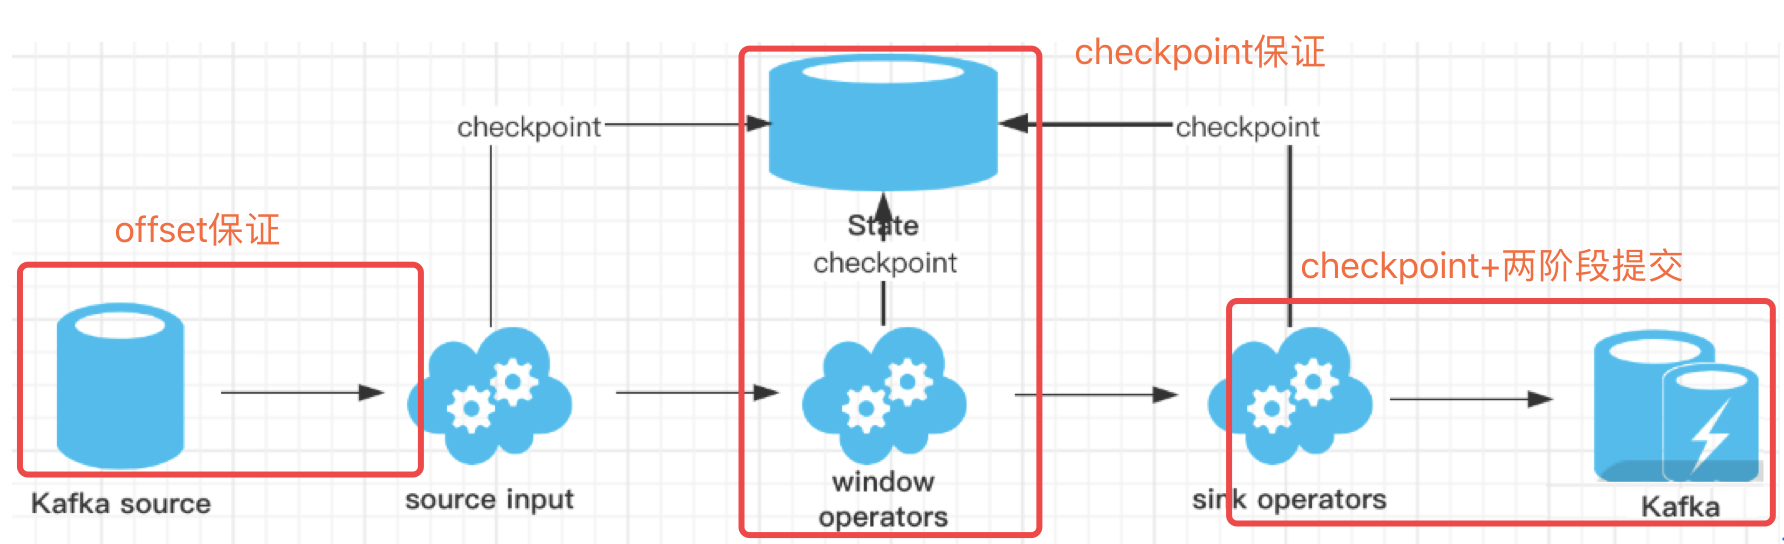 checkpoint保证
checkpoint
checkpoint
offset保证
State
checkpoint
checkpoint+两阶段提交
Kafka source
source input
window
operators
sink operators
Kafka